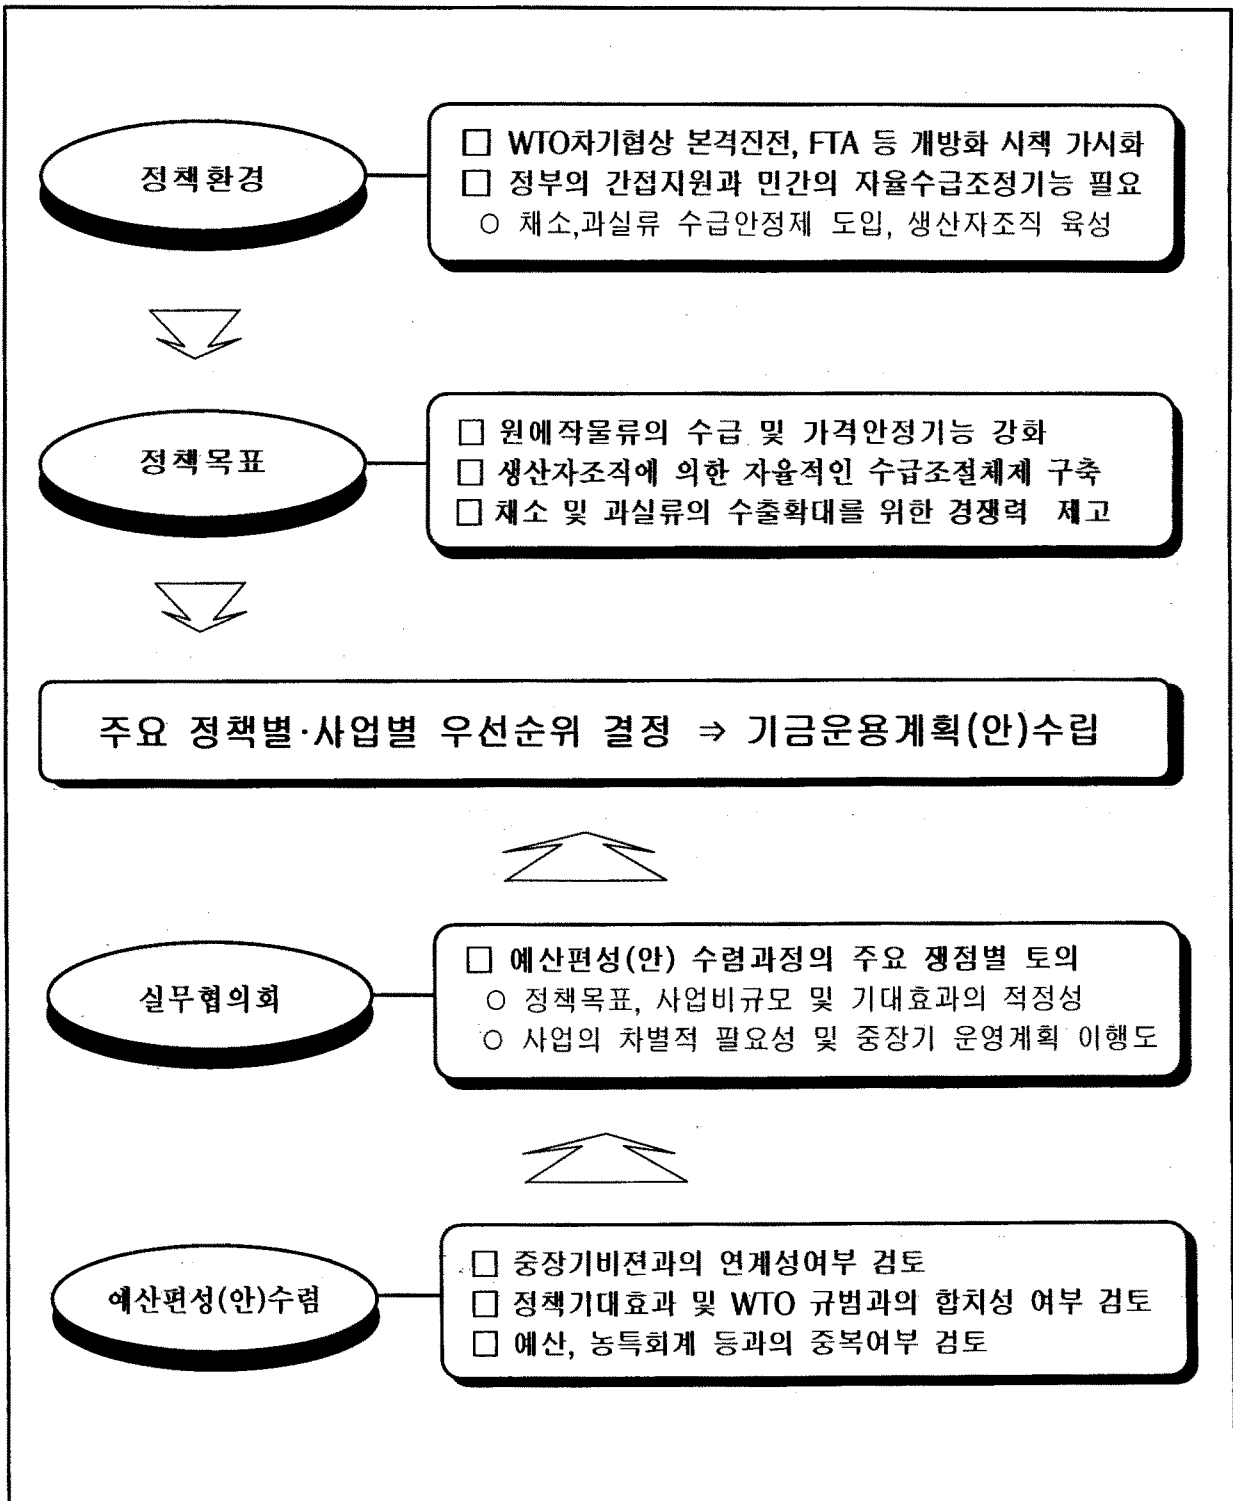 정책환경
□ WTO차기협상 본격진전, FTA 등 개방화 시책 가시화
□ 정부의 간접지원과 민간의 자율수급조정기능 필요
○ 채소,과실류 수급안정제 도입, 생산자조직 육성
정책목표
□ 원예작물류의 수급 및 가격안정기능 강화
□ 생산자조직에 의한 자율적인 수급조절체제 구축
□ 채소 및 과실류의 수출확대를 위한 경쟁력 제고
주요 정책별·사업별 우선순위 결정 ⇒ 기금운용계획(안)수립
실무협의회
□ 예산편성(안) 수렴과정의 주요 쟁점별 토의
○ 정책목표, 사업비규모 및 기대효과의 적정성
○ 사업의 차별적 필요성 및 중장기 운영계획 이행도
예산편성(안)수렴
□ 중장기비젼과의 연계성여부 검토
□ 정책기대효과 및 WTO 규범과의 합치성 여부 검토
□ 예산, 농특회계 등과의 중복여부 검토